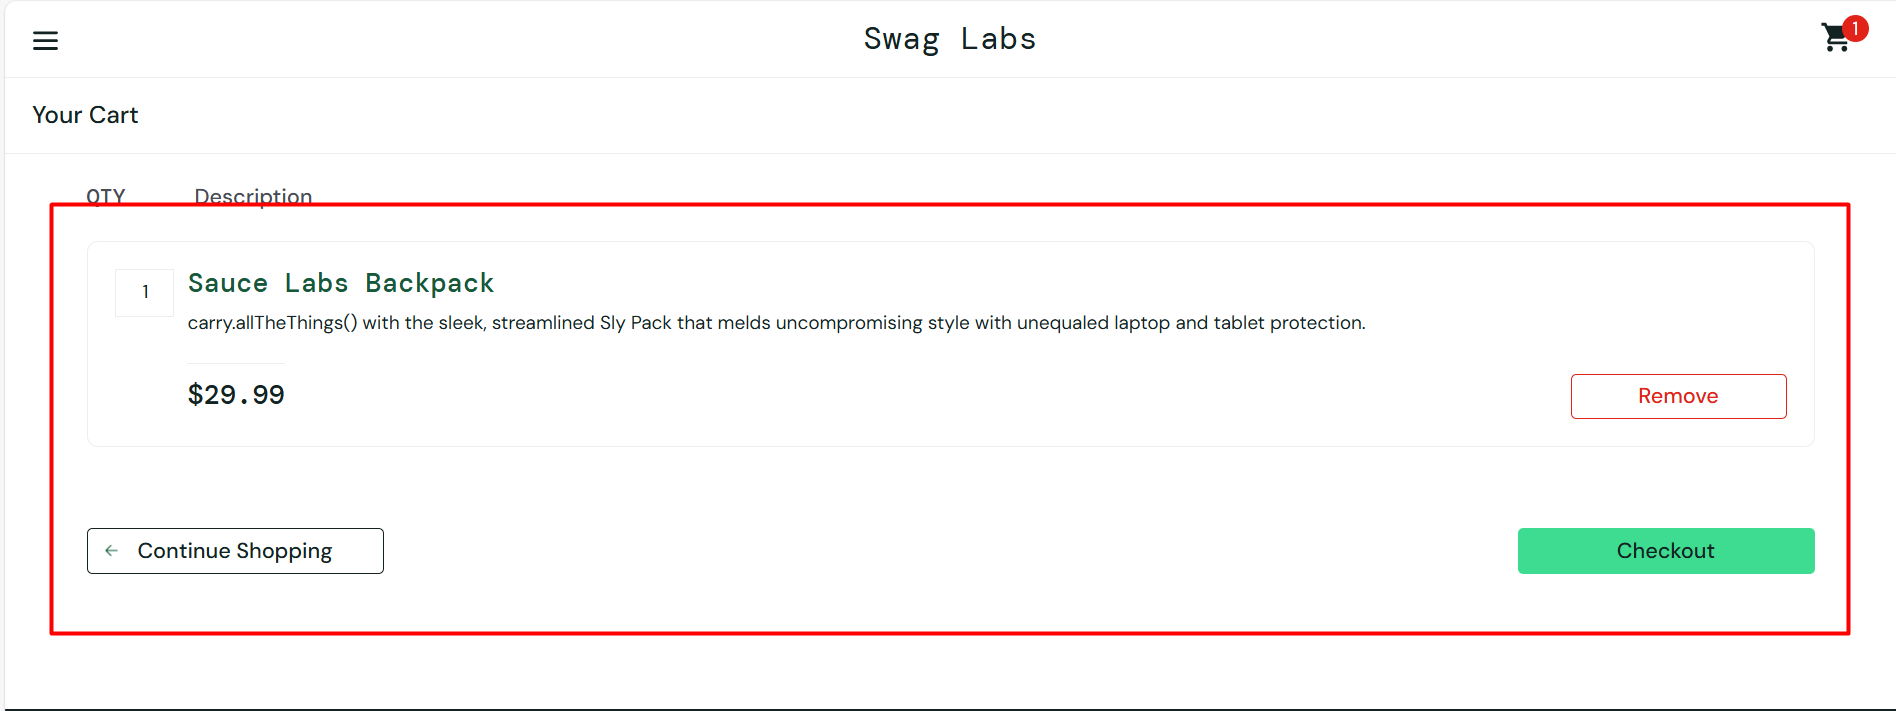 Swag Labs
1
Your Cart
QTY Description
1
Sauce Labs Backpack
carry.allTheThings() with the sleek, streamlined Sly Pack that melds uncompromising style with unequaled laptop and tablet protection.
$29.99
Remove
Continue Shopping
Checkout